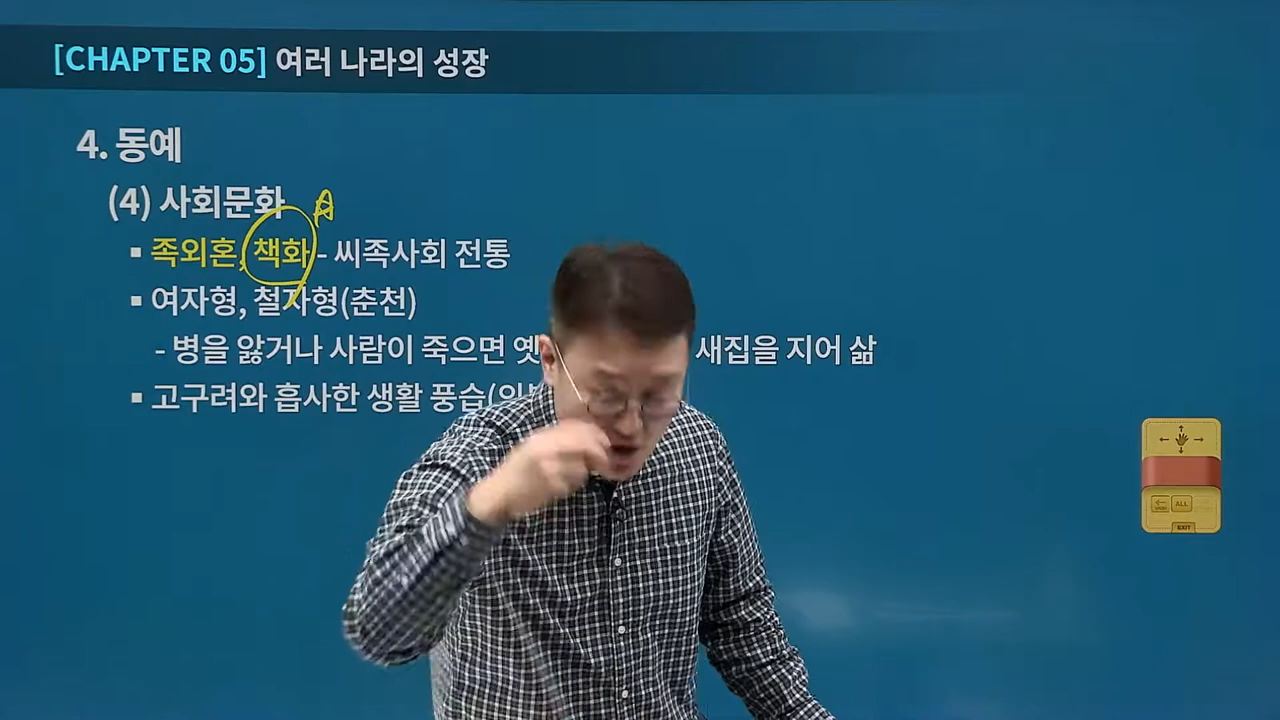 [CHAPTER 05] 여러 나라의 성장
4. 동예
(4) 사회문화
A
▪ 족외혼, 책화 - 씨족사회 전통
▪ 여자형, 철자형(춘천)
- 병을 앓거나 사람이 죽으면 옛 새집을 지어 삶
▪ 고구려와 흡사한 생활 풍습(의
ALL
EXIT